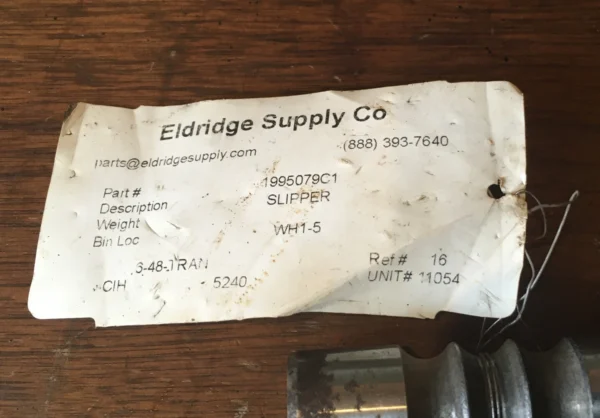 Eldridge Supply Co
parts@eldridgesupply.com (888) 393-7640
Part # 1995079C1
Description SLIPPER
Weight
Bin Loc WH1-5
6-48-TRAN Ref # 16
CIH 5240 UNIT# 11054